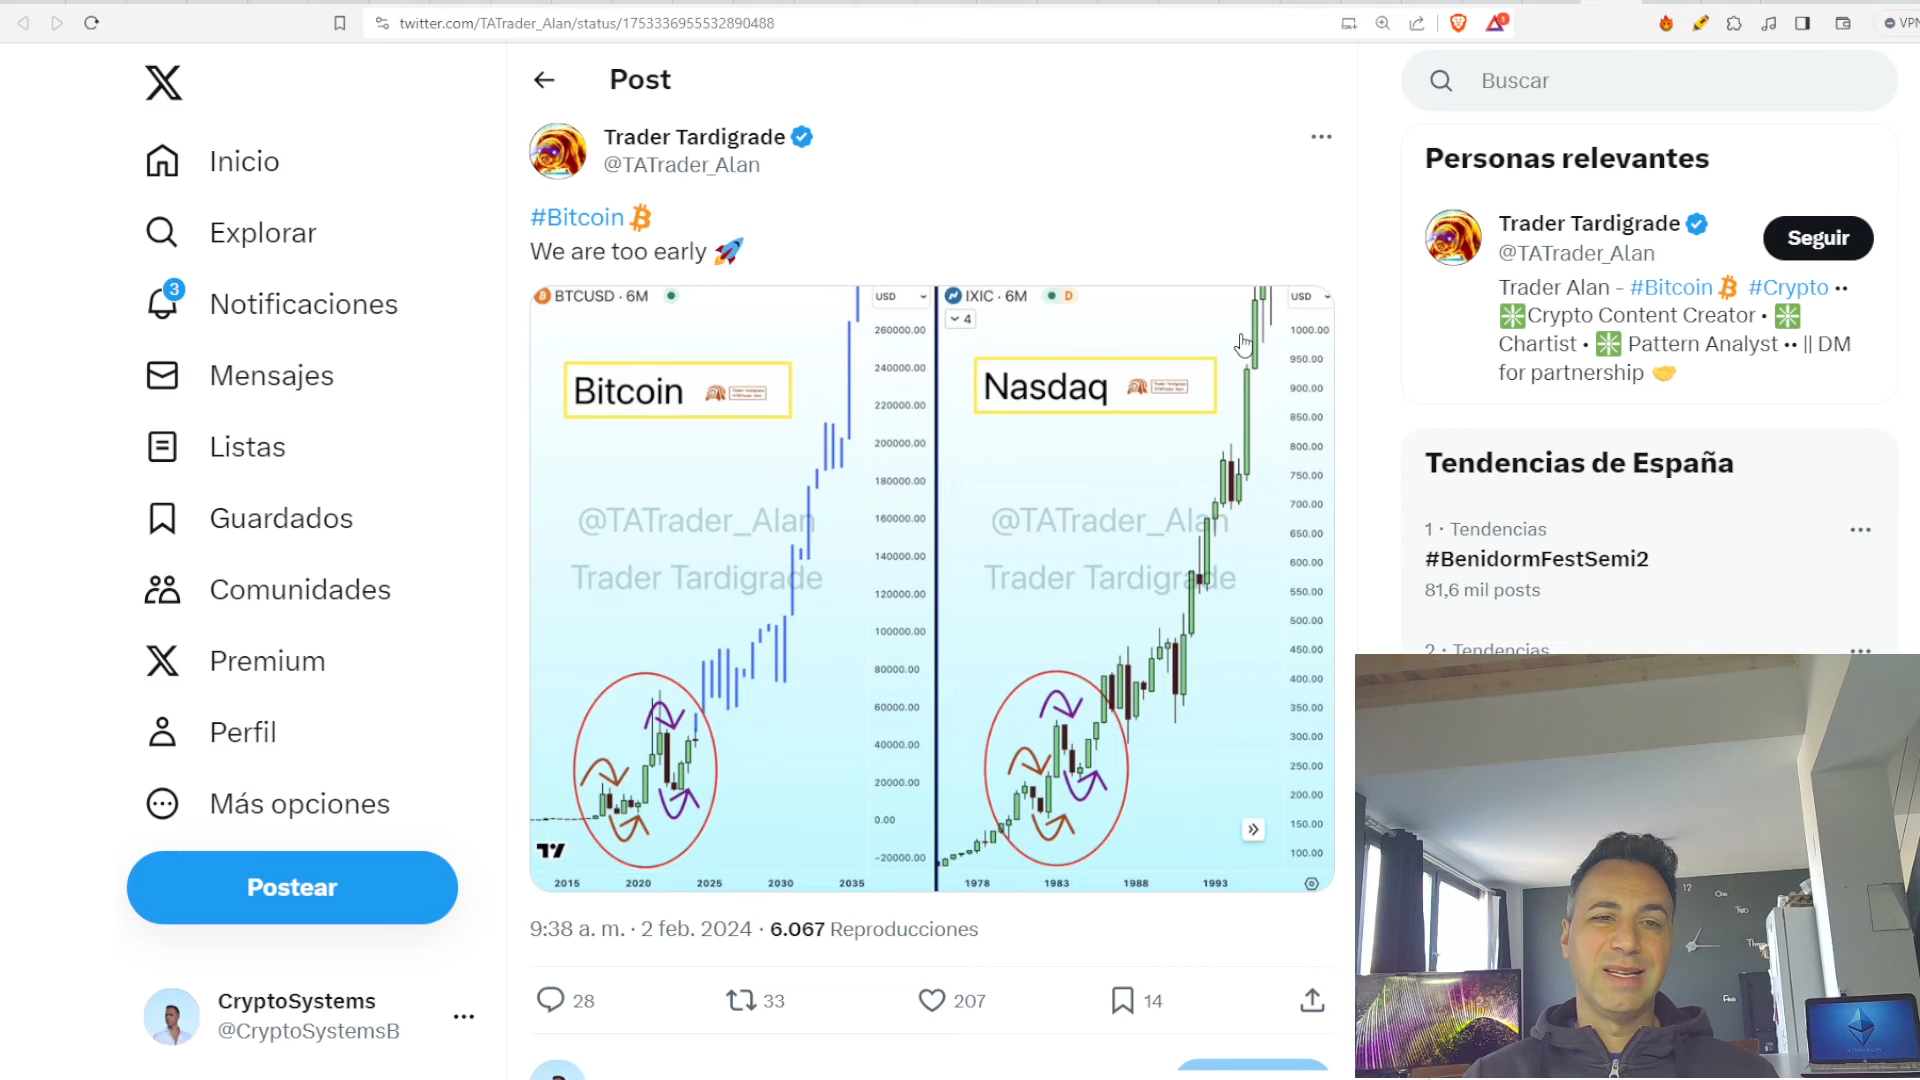 twitter.com/TATrader_Alan/status/1753336955532890488
1
VPN
Post
Buscar
Inicio
Explorar
3
Notificaciones
Mensajes
Listas
Guardados
Comunidades
Premium
Perfil
Más opciones
Postear
CryptoSystems
@CryptoSystemsB
Trader Tardigrade
@TATrader_Alan
#Bitcoin
We are too early 🚀
BTCUSD · 6M
USD
260000.00
240000.00
220000.00
200000.00
180000.00
160000.00
140000.00
120000.00
100000.00
80000.00
60000.00
40000.00
20000.00
0.00
−20000.00
Bitcoin
@TATrader_Alan
Trader Tardigrade
2015 2020 2025 2030 2035
IXIC · 6M D
4
USD
1000.00
950.00
900.00
850.00
800.00
750.00
700.00
650.00
600.00
550.00
500.00
450.00
400.00
350.00
300.00
250.00
200.00
150.00
100.00
Nasdaq
@TATrader_Alan
Trader Tardigrade
1978 1983 1988 1993
9:38 a. m. · 2 feb. 2024 · 6.067 Reproducciones
28 33 207 14
Personas relevantes
Trader Tardigrade
@TATrader_Alan
Seguir
Trader Alan - #Bitcoin #Crypto ••
❇️Crypto Content Creator • ❇️
Chartist • ❇️ Pattern Analyst •• || DM
for partnership 🤝
Tendencias de España
1 · Tendencias
#BenidormFestSemi2
81,6 mil posts
2 · Tendencias
12
One
Two